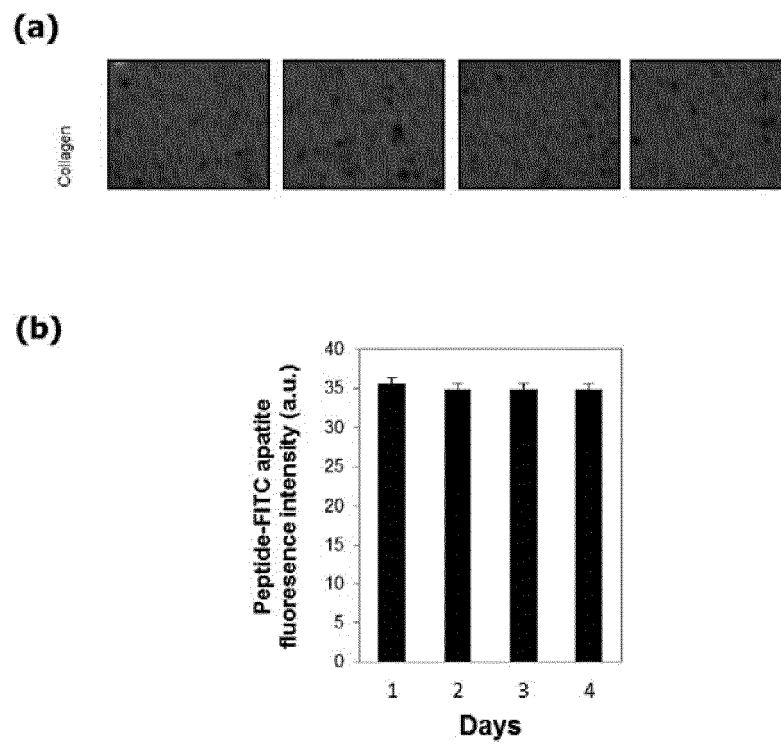 (a)
Collagen
(b)
Peptide-FITC apatite
fluoresence intensity (a.u.)
40
35
30
25
20
15
10
5
0
1 2 3 4
Days